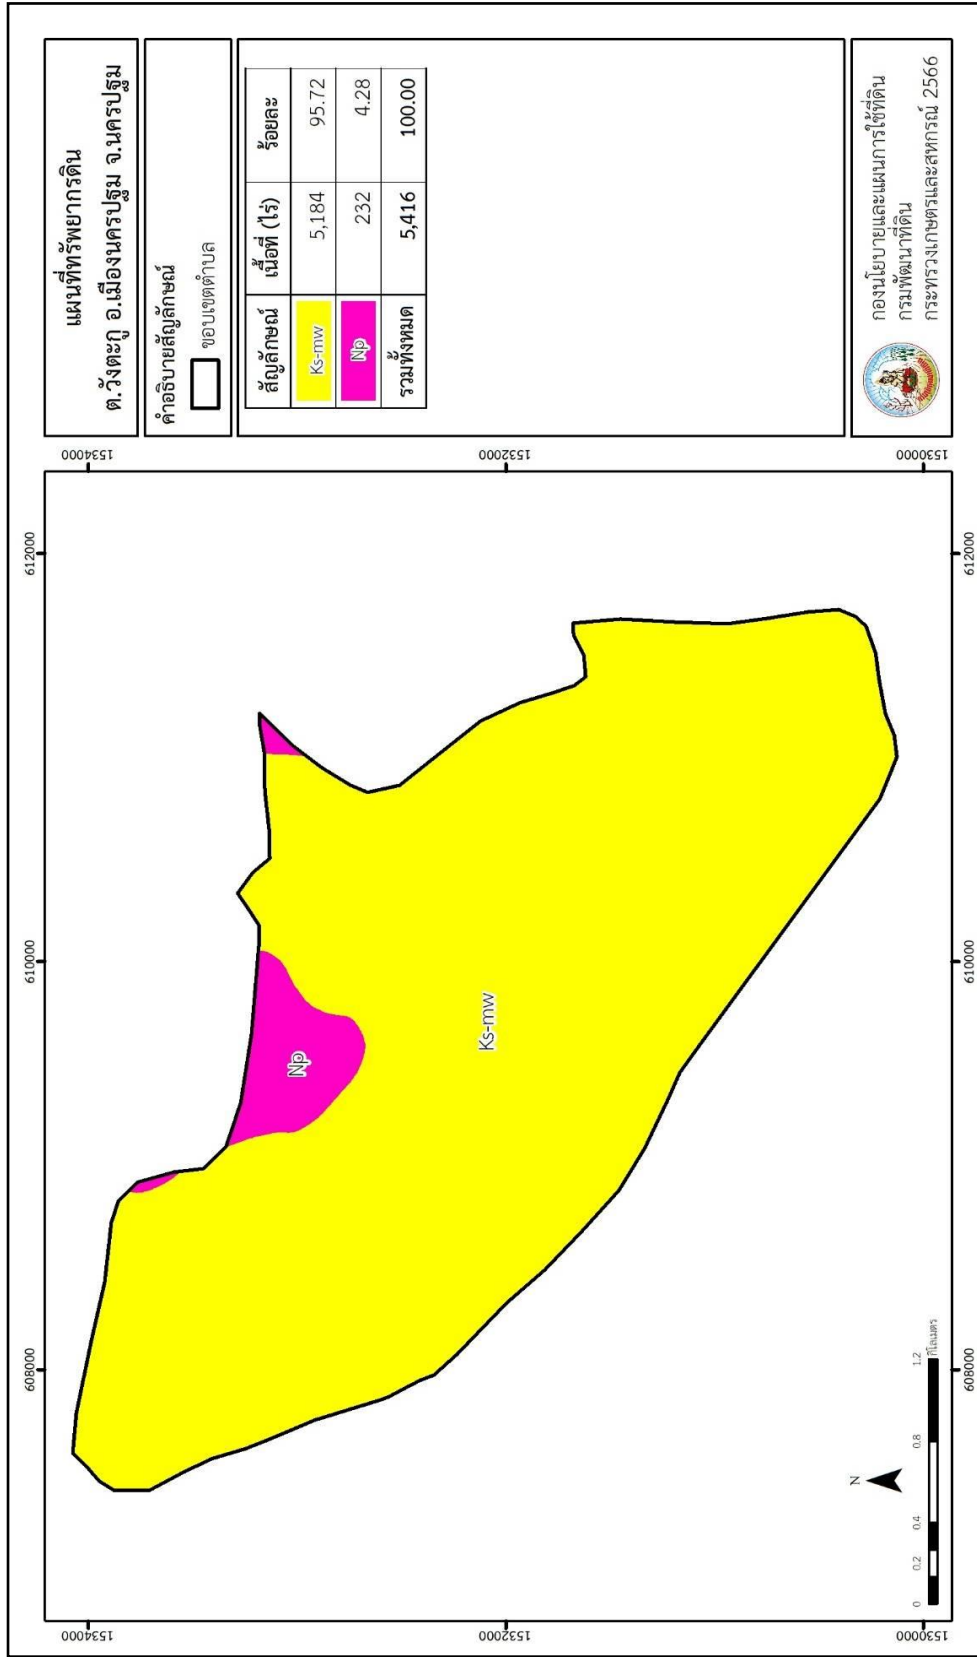 แผนที่ทรัพยากรดิน
ต.วังตะกู อ.เมืองนครปฐม จ.นครปฐม
คำอธิบายสัญลักษณ์
ขอบเขตตำบล
สัญลักษณ์ เนื้อที่ (ไร่) ร้อยละ
Ks-mw 5,184 95.72
Np 232 4.28
รวมทั้งหมด 5,416 100.00
กองนโยบายและแผนการใช้ที่ดิน
กรมพัฒนาที่ดิน
กระทรวงเกษตรและสหกรณ์ 2566
608000 610000 612000
1534000 1534000
Np
Ks-mw
1532000 1532000
N
0 0.2 0.4 0.8 1.2
กิโลเมตร
1530000 1530000
608000 610000 612000